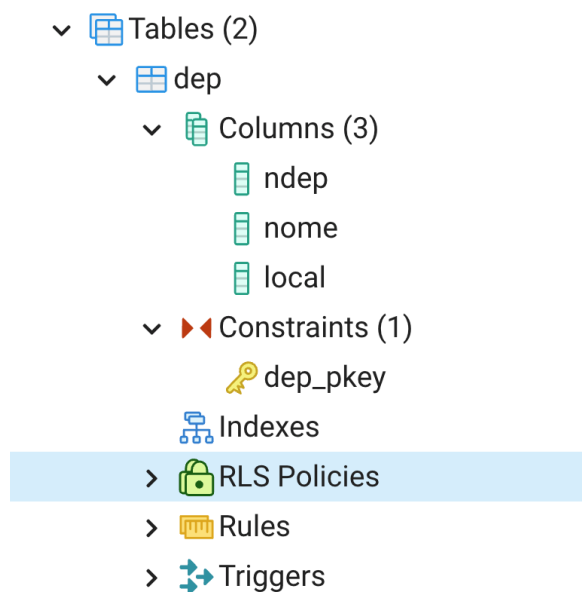 Tables (2)
dep
Columns (3)
ndep
nome
local
Constraints (1)
dep_pkey
Indexes
RLS Policies
Rules
Triggers